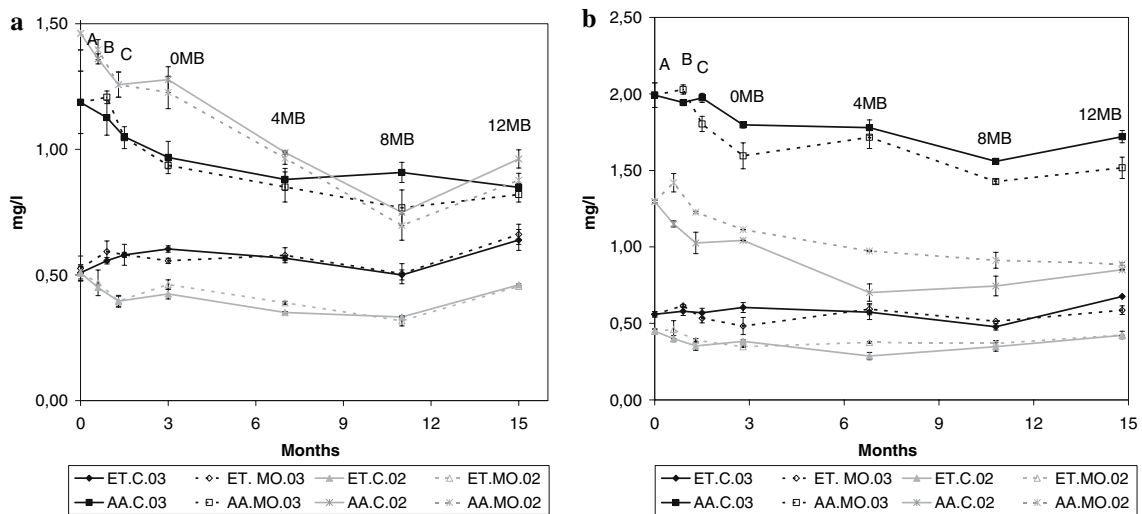 a
1,50
1,00
0,50
0,00
mg/l
A
B
C
0MB
4MB
8MB
12MB
0 3 6 9 12 15
Months
ET.C.03 ET. MO.03 ET.C.02 ET.MO.02
AA.C.03 AA.MO.03 AA.C.02 AA.MO.02
b
2,50
2,00
1,50
1,00
0,50
0,00
mg/l
A
B
C
0MB
4MB
8MB
12MB
0 3 6 9 12 15
Months
ET.C.03 ET. MO.03 ET.C.02 ET.MO.02
AA.C.03 AA.MO.03 AA.C.02 AA.MO.02